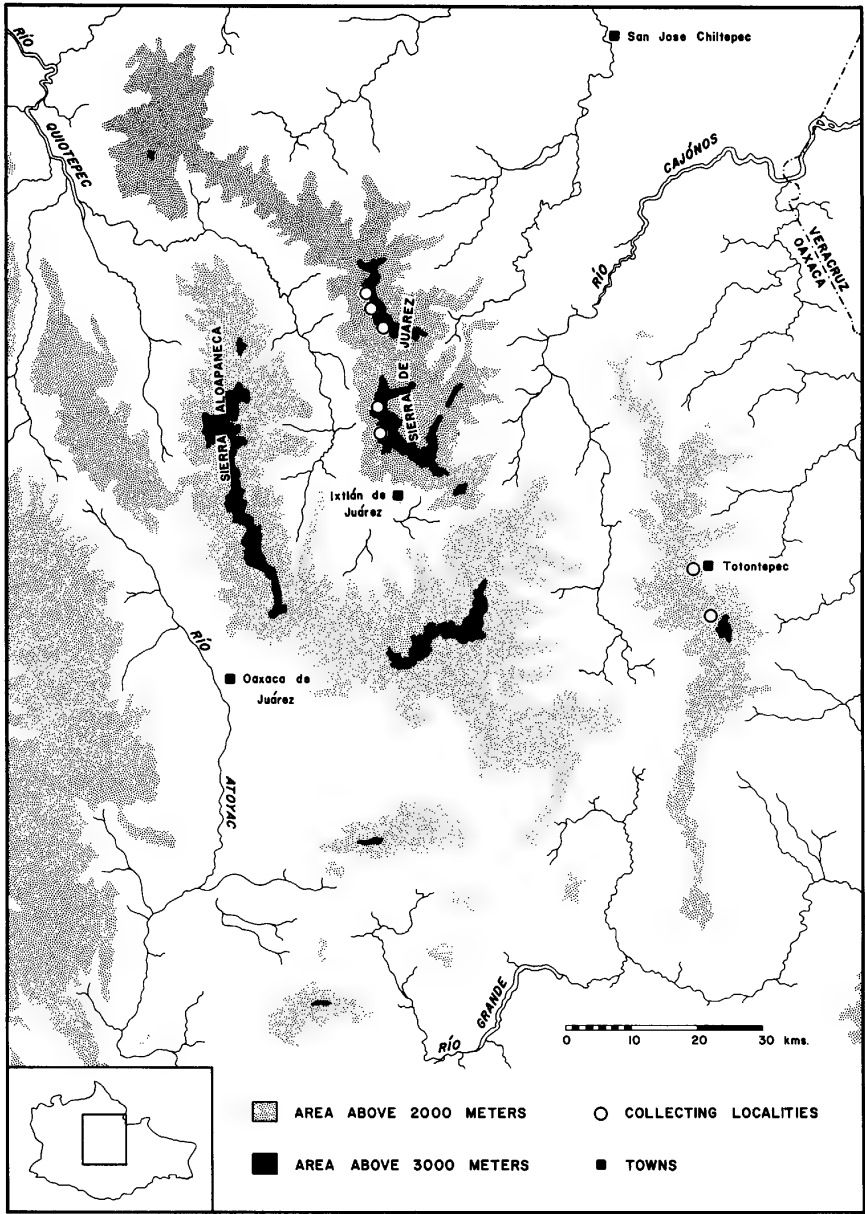 RÍO
QUIOTEPEC
San Jose Chiltepec
CAJÓNOS
RÍO
VERACRUZ
OAXACA
SIERRA ALOAPANECA
SIERRA DE JUÁREZ
Ixtlán de
Juárez
Totontepec
RÍO
Oaxaca de
Juárez
ATOYAC
RÍO GRANDE
0 10 20 30 kms.
AREA ABOVE 2000 METERS
COLLECTING LOCALITIES
AREA ABOVE 3000 METERS
TOWNS